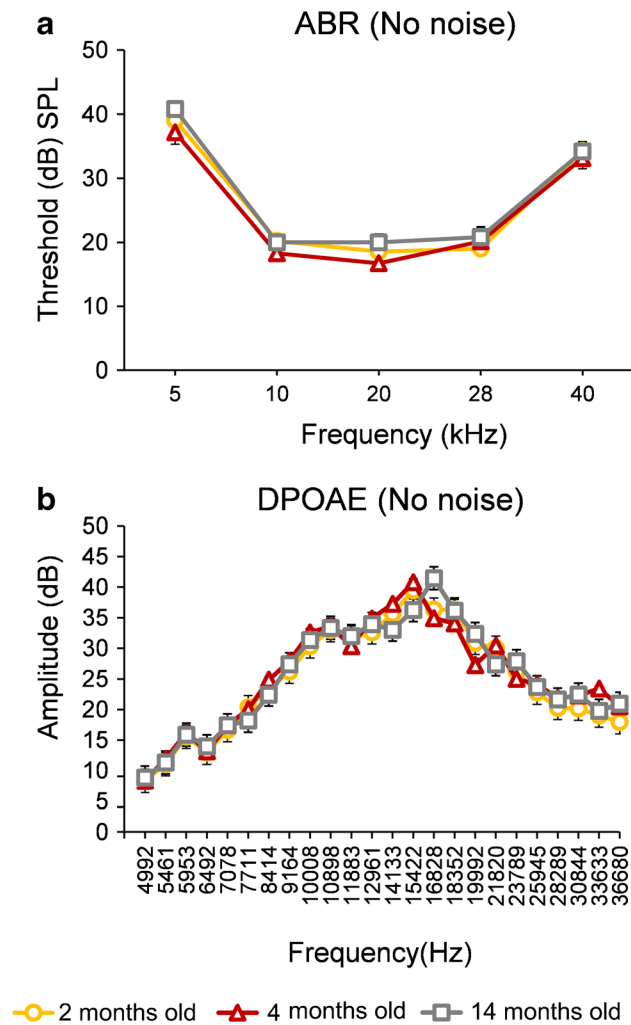 a ABR (No noise)
Threshold (dB) SPL
50
40
30
20
10
0
5 10 20 28 40
Frequency (kHz)
b DPOAE (No noise)
Amplitude (dB)
50
45
40
35
30
25
20
15
10
5
0
4992 5461 5953 6492 7078 7711 8414 9164 10008 10898 11883 12961 14133 15422 16828 18352 19992 21820 23789 25945 28289 30844 33633 36680
Frequency(Hz)
2 months old 4 months old 14 months old